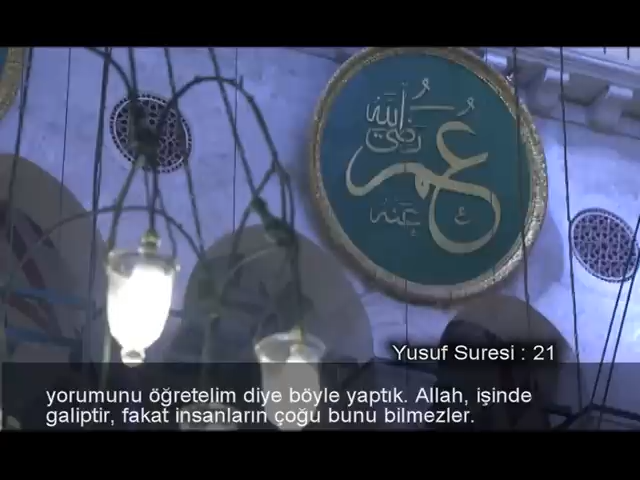 عمر
رضي الله
عنه
Yusuf Suresi : 21
yorumunu öğretelim diye böyle yaptık. Allah, işinde
galiptir, fakat insanların çoğu bunu bilmezler.